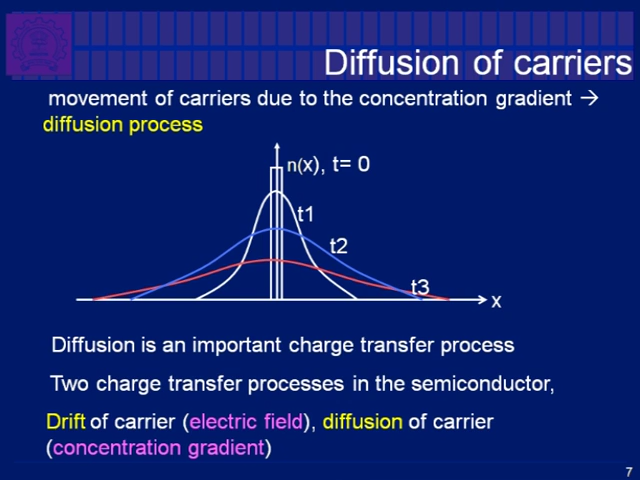 Diffusion of carriers
movement of carriers due to the concentration gradient →
diffusion process
n(x), t= 0
t1
t2
t3
x
Diffusion is an important charge transfer process
Two charge transfer processes in the semiconductor,
Drift of carrier (electric field), diffusion of carrier
(concentration gradient)
7